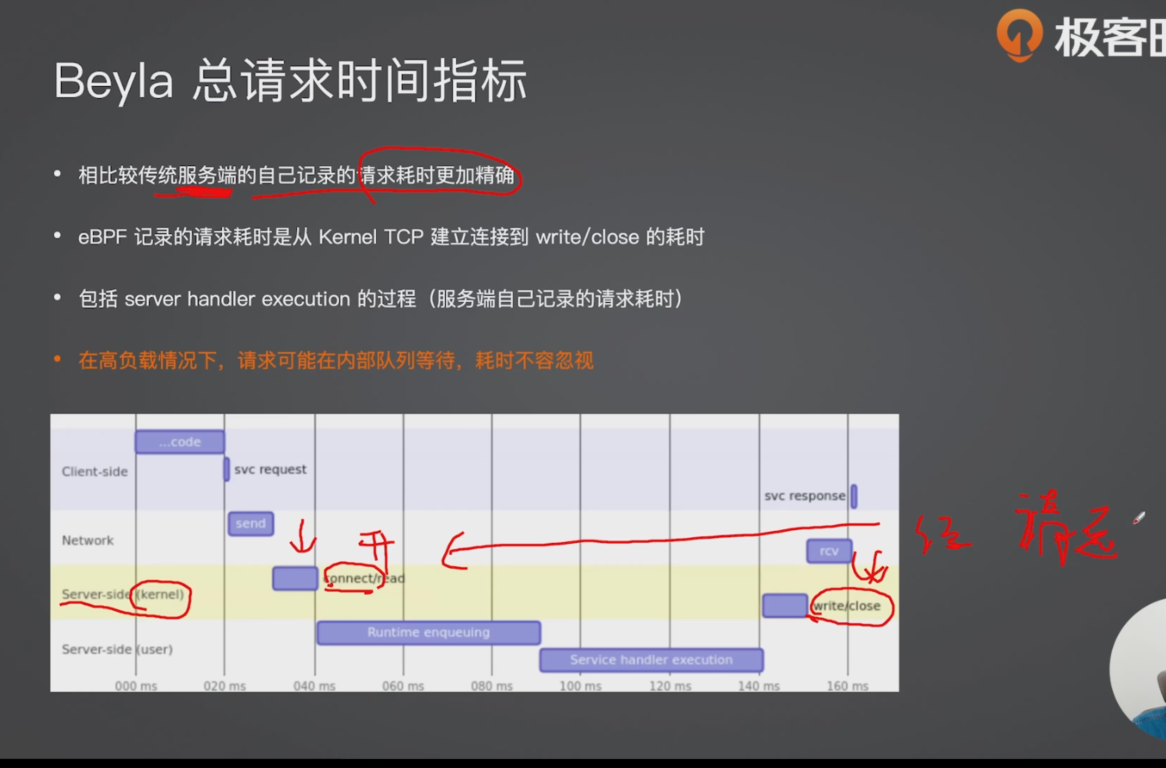 极客
Beyla 总请求时间指标
• 相比较传统服务端的自己记录的请求耗时更加精确
• eBPF 记录的请求耗时是从 Kernel TCP 建立连接到 write/close 的耗时
• 包括 server handler execution 的过程（服务端自己记录的请求耗时）
• 在高负载情况下，请求可能在内部队列等待，耗时不容忽视
...code
Client-side
svc request
svc response
send
Network
开
rcv
connect/read
Server-side (kernel)
write/close
Runtime enqueuing
Server-side (user)
Service handler execution
000 ms 020 ms 040 ms 060 ms 080 ms 100 ms 120 ms 140 ms 160 ms